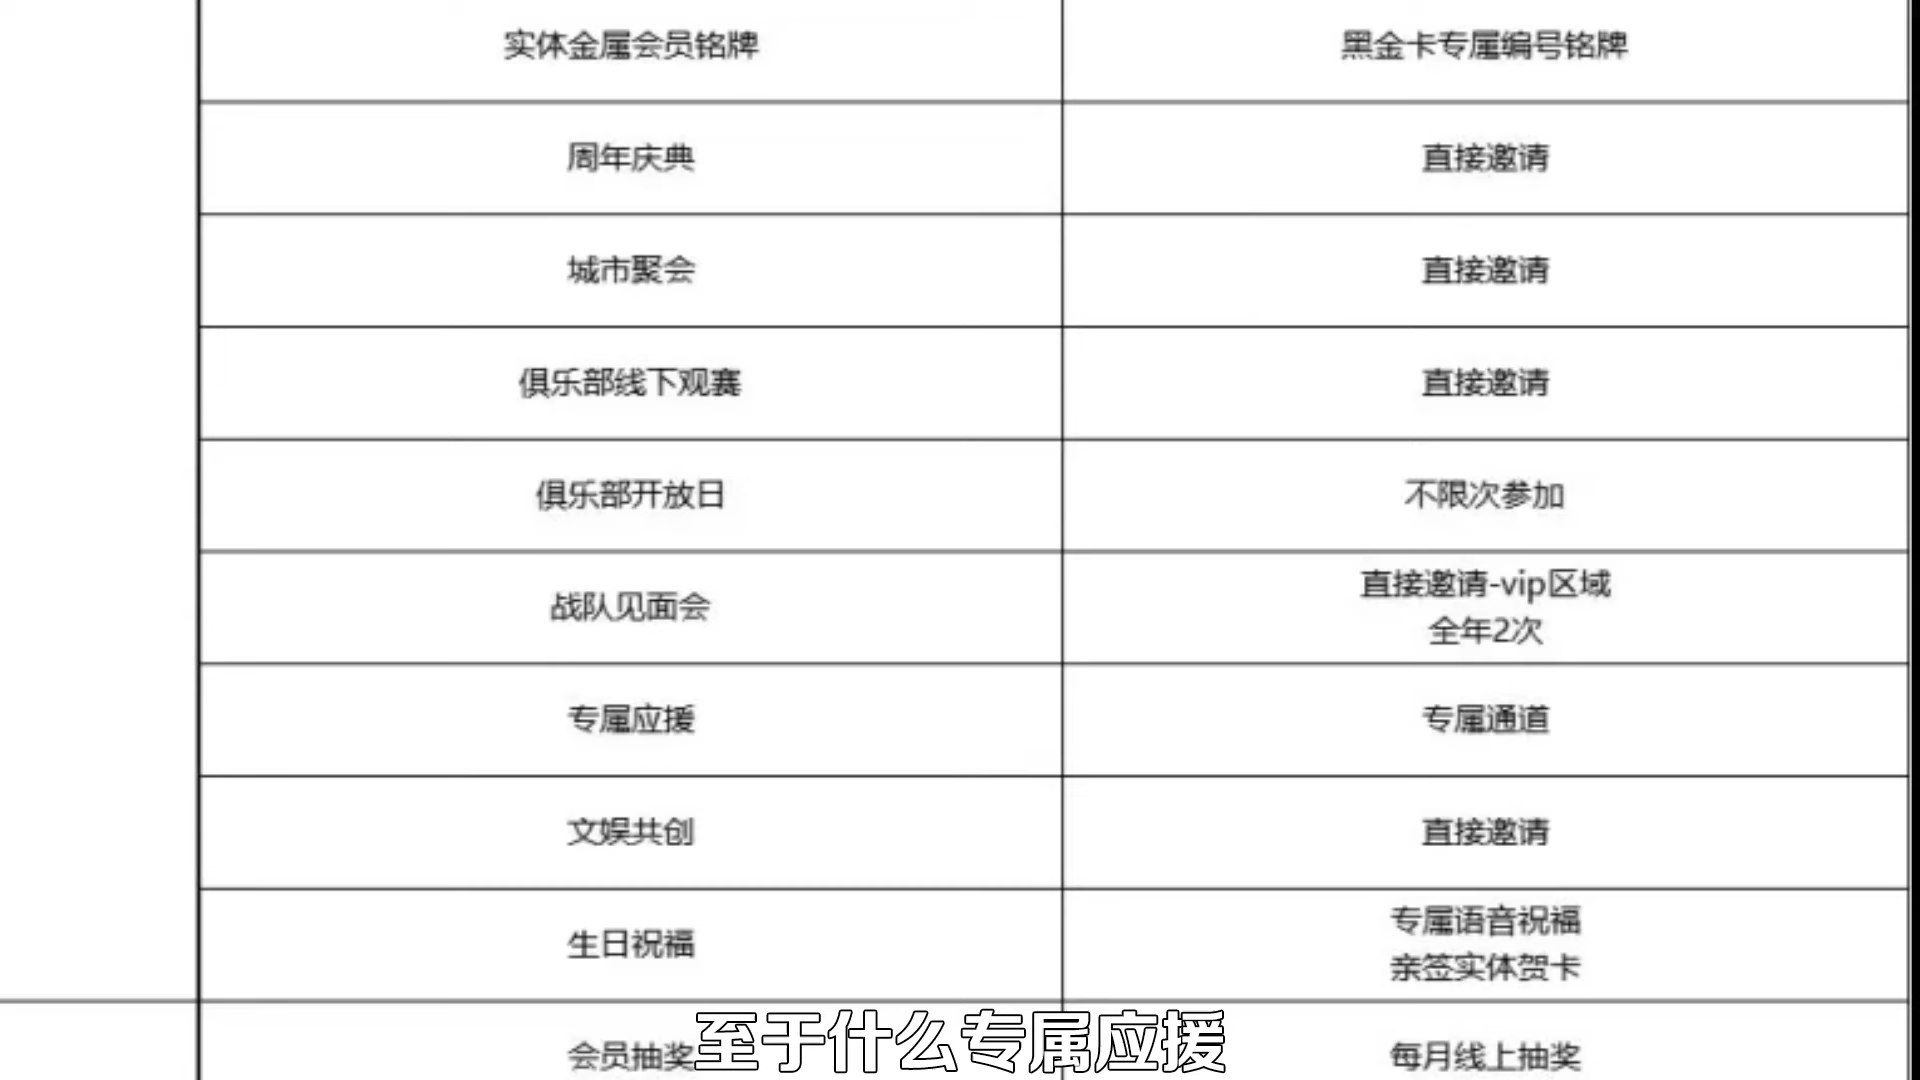 实体金属会员铭牌
黑金卡专属编号铭牌
周年庆典
直接邀请
城市聚会
直接邀请
俱乐部线下观赛
直接邀请
俱乐部开放日
不限次参加
战队见面会
直接邀请-vip区域
全年2次
专属应援
专属通道
文娱共创
直接邀请
生日祝福
专属语音祝福
亲签实体贺卡
会员抽奖
每月线上抽奖
至于什么专属应援